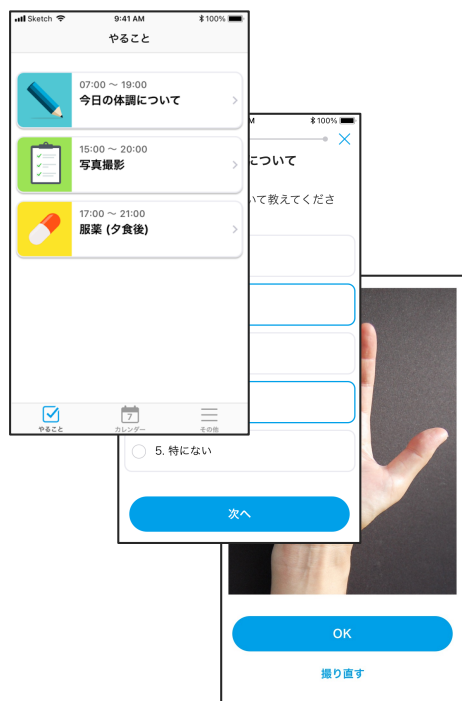 Sketch 9:41 AM 100%
やること
07:00 ～ 19:00
今日の体調について
15:00 ～ 20:00
写真撮影
17:00 ～ 21:00
服薬 (夕食後)
7
やること カレンダー その他
M 100%
について
いて教えてくださ
5. 特にない
次へ
OK
撮り直す